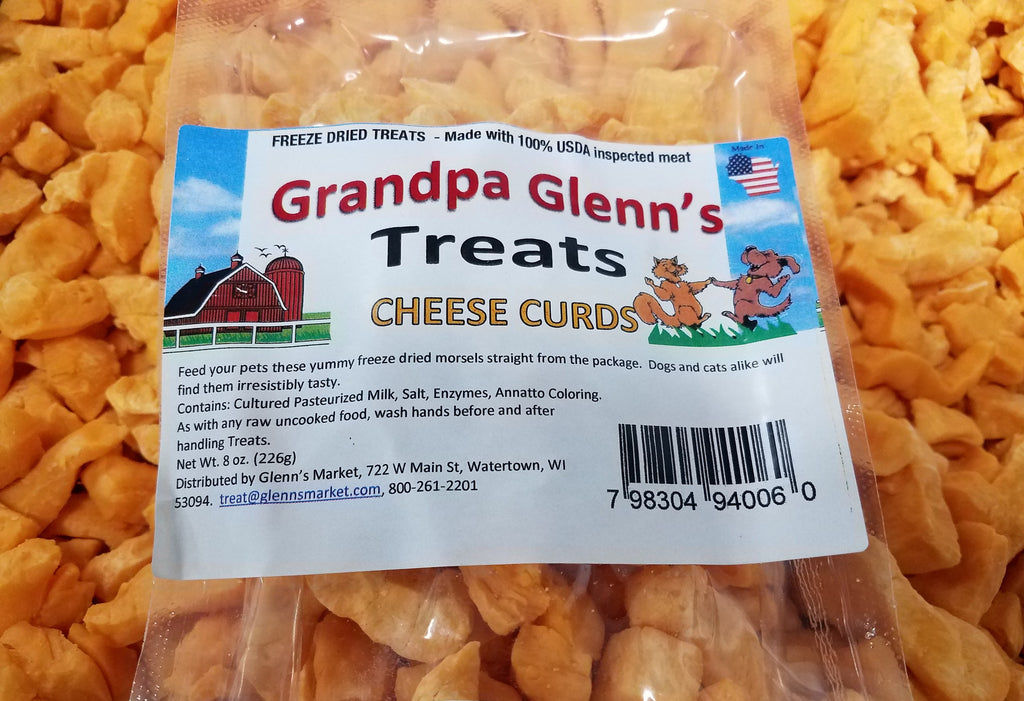 FREEZE DRIED TREATS - Made with 100% USDA inspected meat
Made In
Grandpa Glenn's
Treats
CHEESE CURDS
Feed your pets these yummy freeze dried morsels straight from the package. Dogs and cats alike will
find them irresistibly tasty.
Contains: Cultured Pasteurized Milk, Salt, Enzymes, Annatto Coloring.
As with any raw uncooked food, wash hands before and after
handling Treats.
Net Wt. 8 oz. (226g)
Distributed by Glenn's Market, 722 W Main St, Watertown, WI
53094. treat@glennsmarket.com, 800-261-2201
7 98304 94006 0